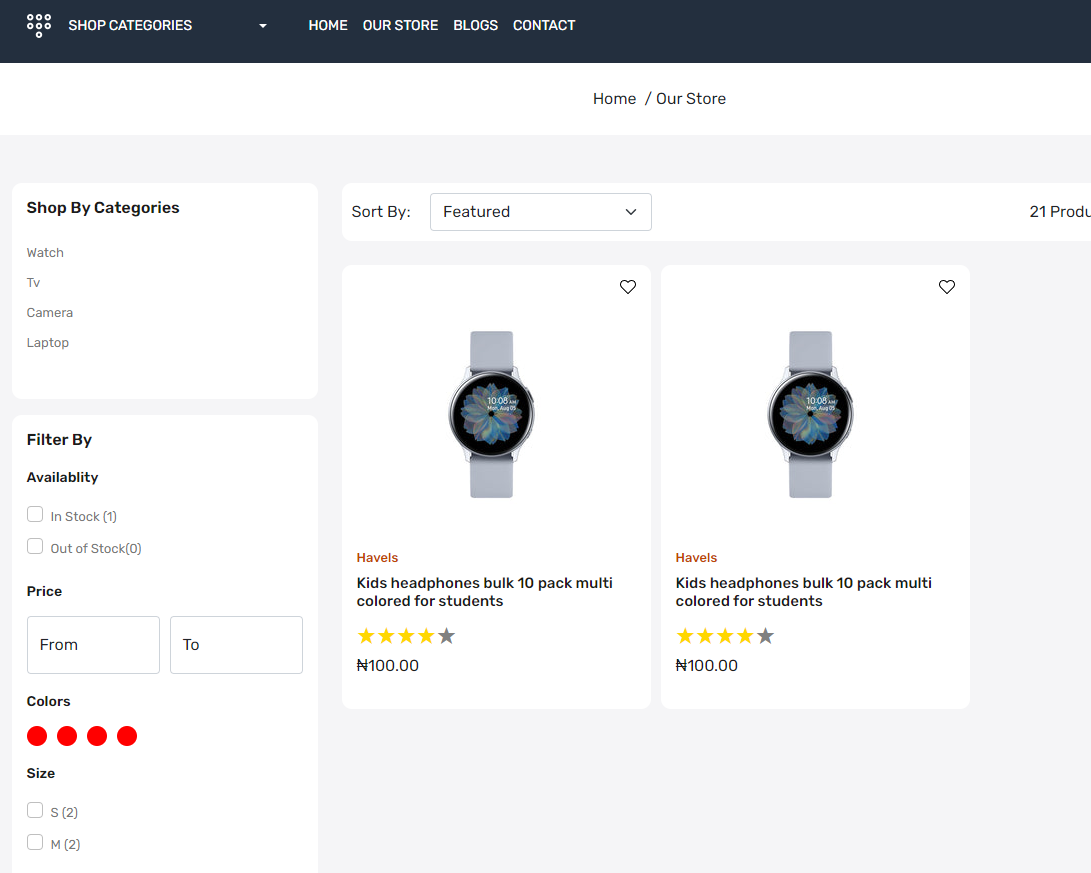 SHOP CATEGORIES HOME OUR STORE BLOGS CONTACT
Home / Our Store
Shop By Categories
Watch
Tv
Camera
Laptop
Filter By
Availablity
In Stock (1)
Out of Stock(0)
Price
From To
Colors
Size
S (2)
M (2)
Sort By: Featured 21 Produ
10:08 AM
Mon, Aug 05
Havels
Kids headphones bulk 10 pack multi
colored for students
₦100.00
10:08 AM
Mon, Aug 05
Havels
Kids headphones bulk 10 pack multi
colored for students
₦100.00